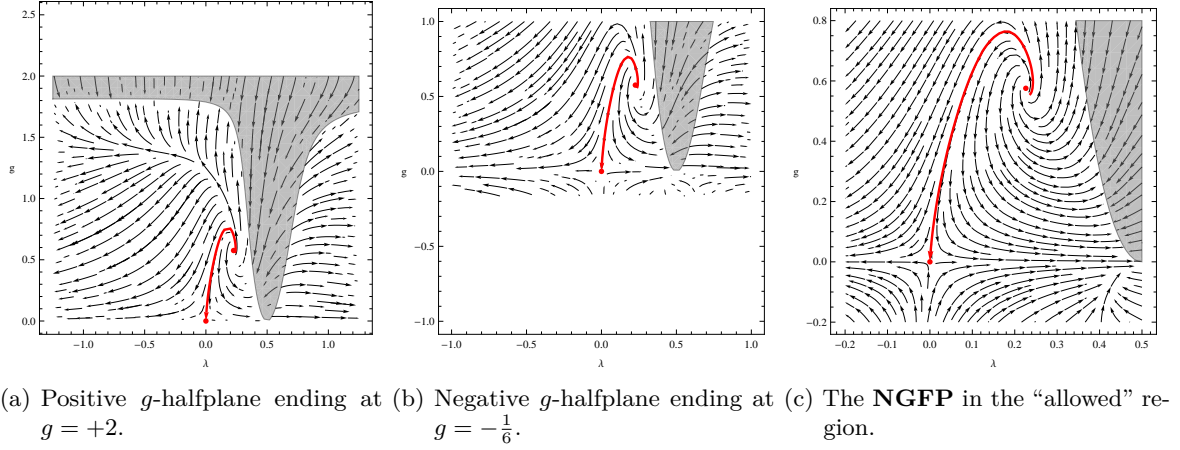 2.5
2.0
1.5
1.0
0.5
0.0
g
-1.0
-0.5
0.0
0.5
1.0
λ
1.0
0.5
0.0
-0.5
-1.0
g
-1.0
-0.5
0.0
0.5
1.0
λ
0.8
0.6
0.4
0.2
0.0
-0.2
g
-0.2
-0.1
0.0
0.1
0.2
0.3
0.4
0.5
λ
(a) Positive g-halfplane ending at
g = +2.
(b) Negative g-halfplane ending at
g = −1/6.
(c) The NGFP in the “allowed” re-
gion.